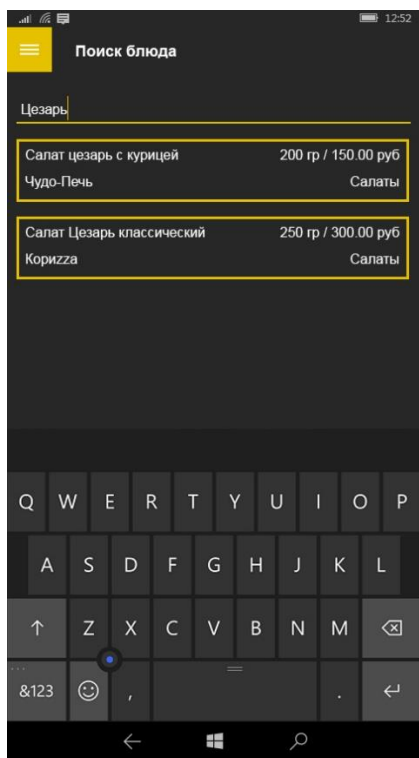 12:52
Поиск блюда
Цезарь
Салат цезарь с курицей 200 гр / 150.00 руб
Чудо-Печь Салаты
Салат Цезарь классический 250 гр / 300.00 руб
Кориzzа Салаты
Q W E R T Y U I O P
A S D F G H J K L
Z X C V B N M
&123 , .